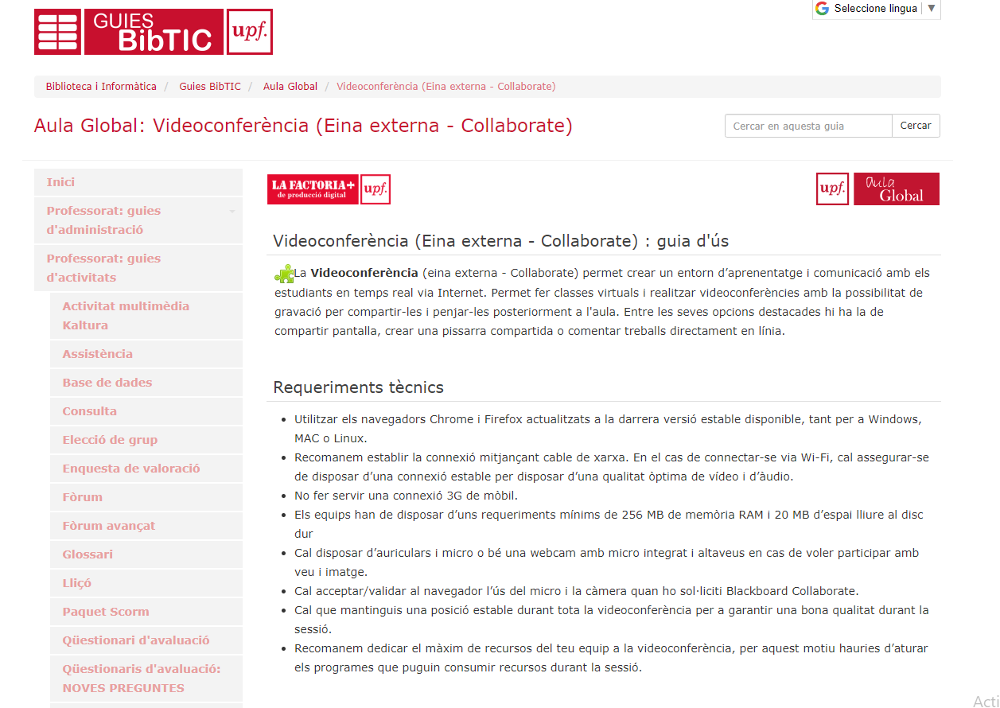 GUIES
BibTIC
upf.
Seleccione lingua ▼
Biblioteca i Informàtica / Guies BibTIC / Aula Global / Videoconferència (Eina externa - Collaborate)
Aula Global: Videoconferència (Eina externa - Collaborate)
Cercar en aquesta guia
Cercar
Inici
Professorat: guies
d'administració
Professorat: guies
d'activitats
Activitat multimèdia
Kaltura
Assistència
Base de dades
Consulta
Elecció de grup
Enquesta de valoració
Fòrum
Fòrum avançat
Glossari
Lliçó
Paquet Scorm
Qüestionari d'avaluació
Qüestionaris d'avaluació:
NOVES PREGUNTES
LA FACTORIA+
de producció digital
upf.
upf.
Aula
Global
Videoconferència (Eina externa - Collaborate) : guia d'ús
La Videoconferència (eina externa - Collaborate) permet crear un entorn d’aprenentatge i comunicació amb els
estudiants en temps real via Internet. Permet fer classes virtuals i realitzar videoconferències amb la possibilitat de
gravació per compartir-les i penjar-les posteriorment a l'aula. Entre les seves opcions destacades hi ha la de
compartir pantalla, crear una pissarra compartida o comentar treballs directament en línia.
Requeriments tècnics
• Utilitzar els navegadors Chrome i Firefox actualitzats a la darrera versió estable disponible, tant per a Windows,
MAC o Linux.
• Recomanem establir la connexió mitjançant cable de xarxa. En el cas de connectar-se via Wi-Fi, cal assegurar-se
de disposar d’una connexió estable per disposar d’una qualitat òptima de vídeo i d’àudio.
• No fer servir una connexió 3G de mòbil.
• Els equips han de disposar d’uns requeriments mínims de 256 MB de memòria RAM i 20 MB d’espai lliure al disc
dur
• Cal disposar d’auriculars i micro o bé una webcam amb micro integrat i altaveus en cas de voler participar amb
veu i imatge.
• Cal acceptar/validar al navegador l’ús del micro i la càmera quan ho sol·liciti Blackboard Collaborate.
• Cal que mantinguis una posició estable durant tota la videoconferència per a garantir una bona qualitat durant la
sessió.
• Recomanem dedicar el màxim de recursos del teu equip a la videoconferència, per aquest motiu hauries d’aturar
els programes que puguin consumir recursos durant la sessió.
Acti